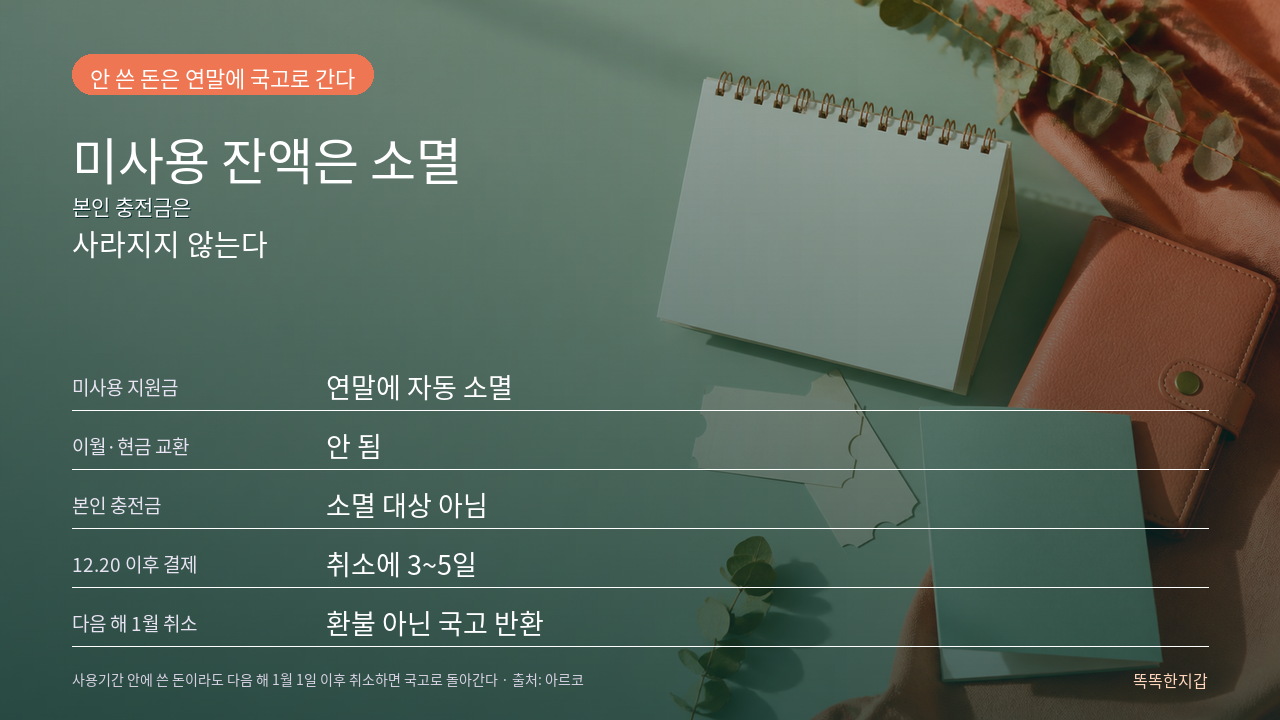 안 쓴 돈은 연말에 국고로 간다
미사용 잔액은 소멸
본인 충전금은
사라지지 않는다
미사용 지원금 연말에 자동 소멸
이월·현금 교환 안 됨
본인 충전금 소멸 대상 아님
12.20 이후 결제 취소에 3~5일
다음 해 1월 취소 환불 아닌 국고 반환
사용기간 안에 쓴 돈이라도 다음 해 1월 1일 이후 취소하면 국고로 돌아간다 · 출처: 아르코
똑똑한지갑